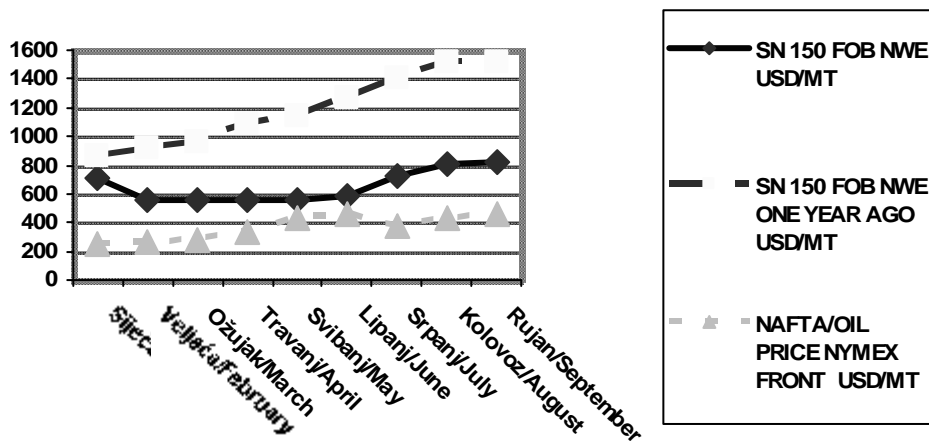 1600
1400
1200
1000
800
600
400
200
0
Veljača/February
Ožujak/March
Travanj/April
Svibanj/May
Lipanj/June
Srpanj/July
Kolovoz/August
Rujan/September
SN 150 FOB NWE
USD/MT
SN 150 FOB NWE
ONE YEAR AGO
USD/MT
NAFTA/OIL
PRICE NYMEX
FRONT USD/MT